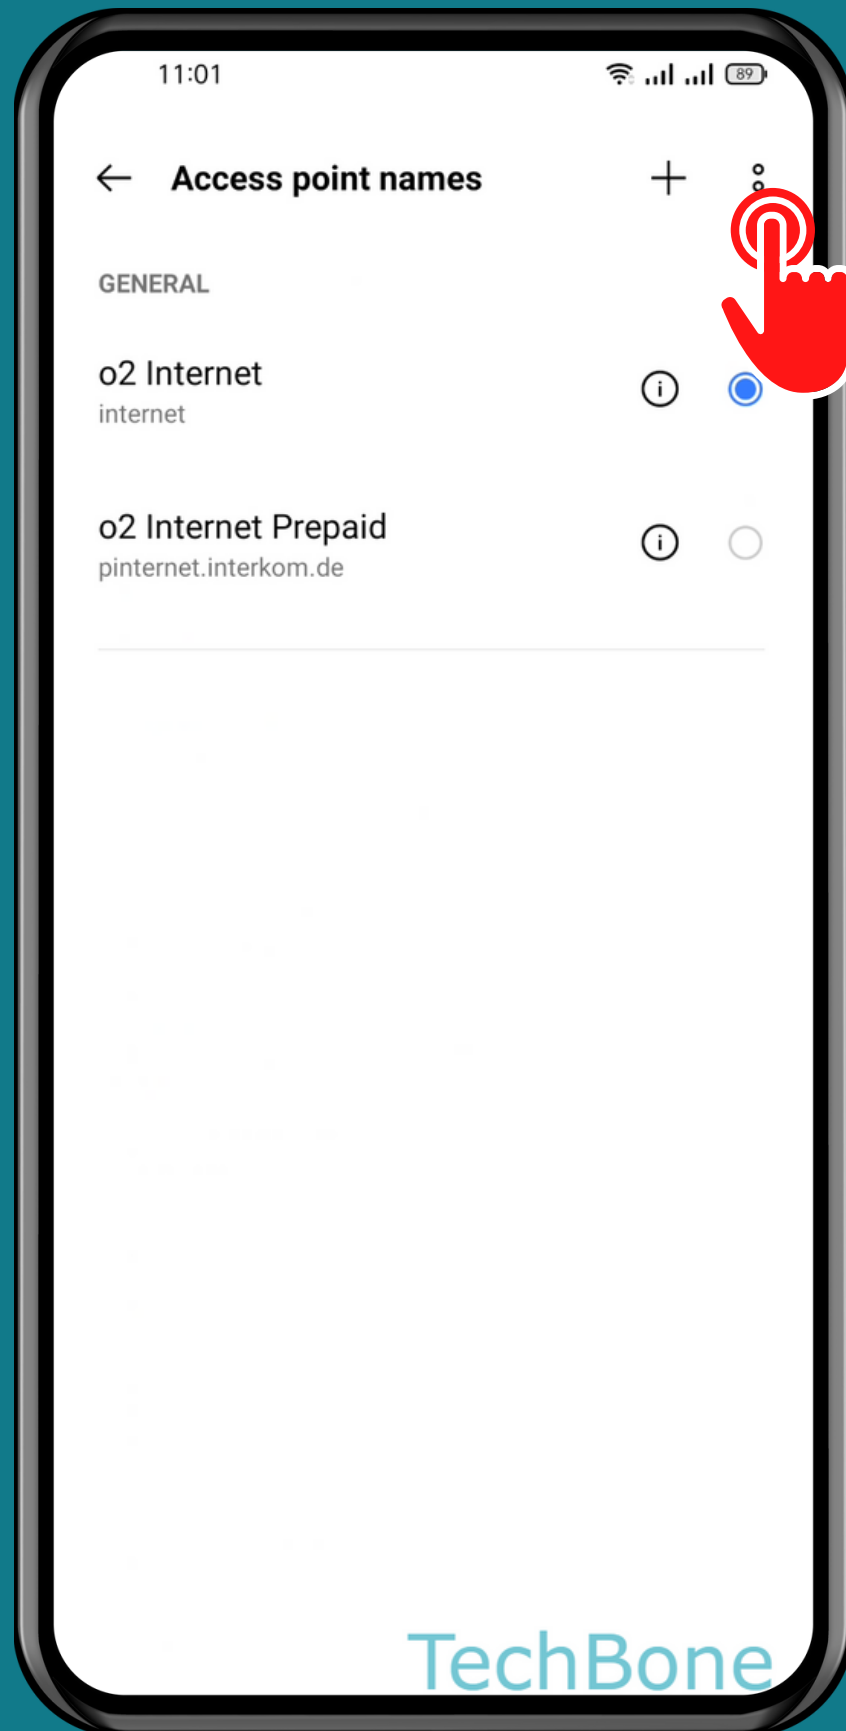 11:01
89
Access point names
GENERAL
o2 Internet
internet
o2 Internet Prepaid
pinternet.interkom.de
TechBone